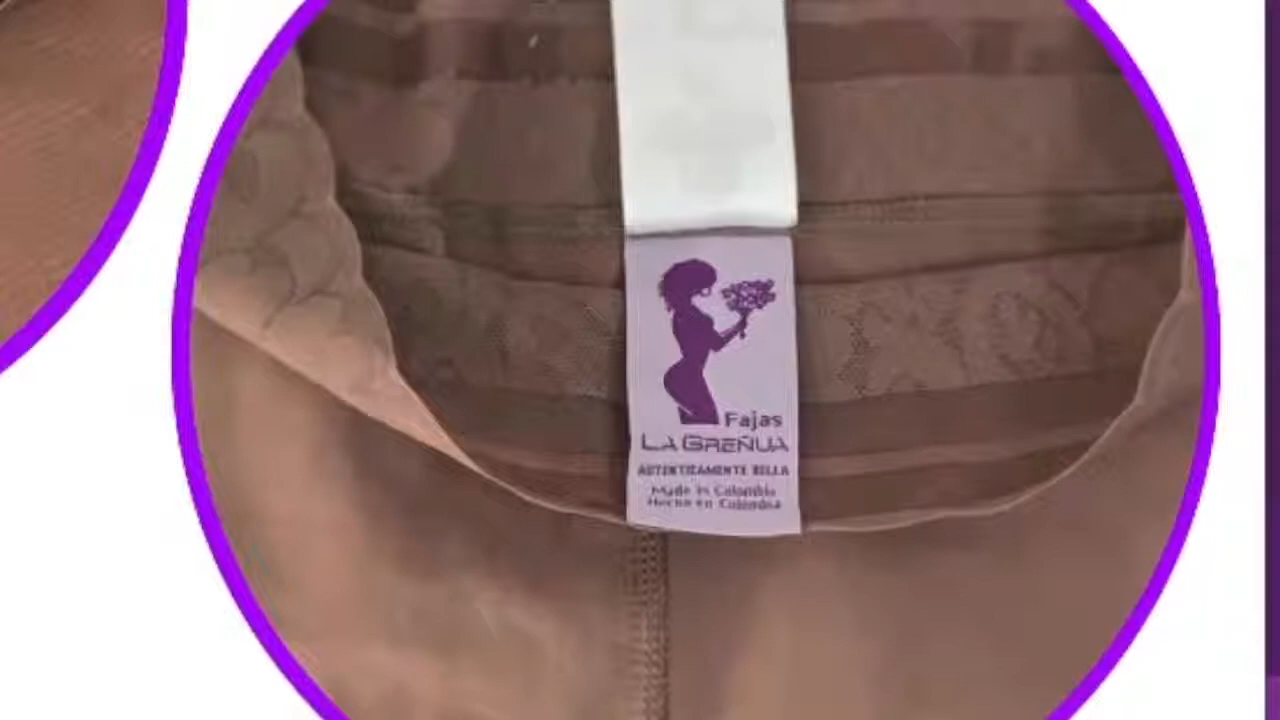 Fajas
LA GREÑUA
AUTENTICAMENTE BELLA
Made in Colombia
Hecho en Colombia